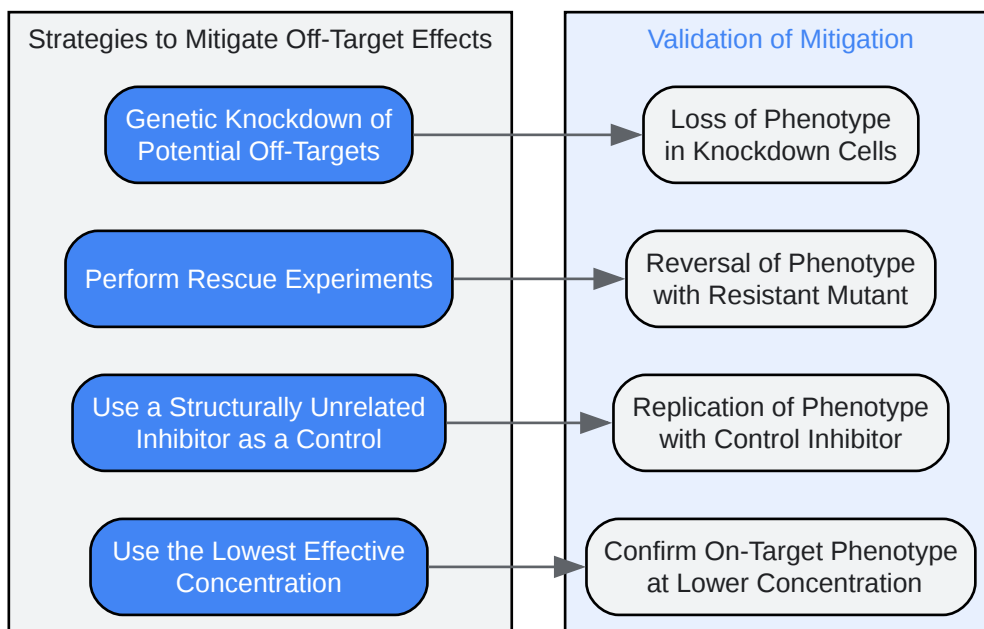 Strategies to Mitigate Off-Target Effects
Genetic Knockdown of
Potential Off-Targets
Perform Rescue Experiments
Use a Structurally Unrelated
Inhibitor as a Control
Use the Lowest Effective
Concentration
Validation of Mitigation
Loss of Phenotype
in Knockdown Cells
Reversal of Phenotype
with Resistant Mutant
Replication of Phenotype
with Control Inhibitor
Confirm On-Target Phenotype
at Lower Concentration